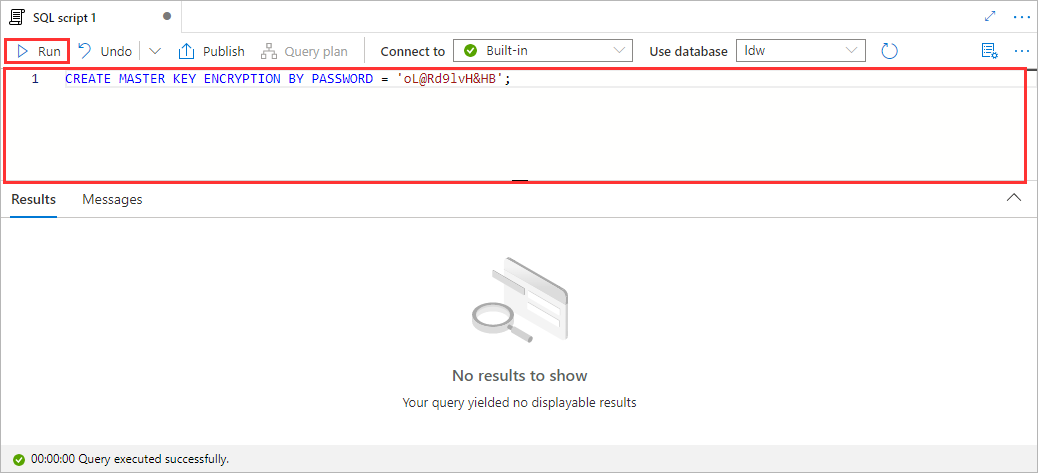 SQL script 1
Run Undo Publish Query plan Connect to Built-in Use database ldw
1 CREATE MASTER KEY ENCRYPTION BY PASSWORD = 'oL@Rd9lvH&HB';
Results Messages
No results to show
Your query yielded no displayable results
00:00:00 Query executed successfully.